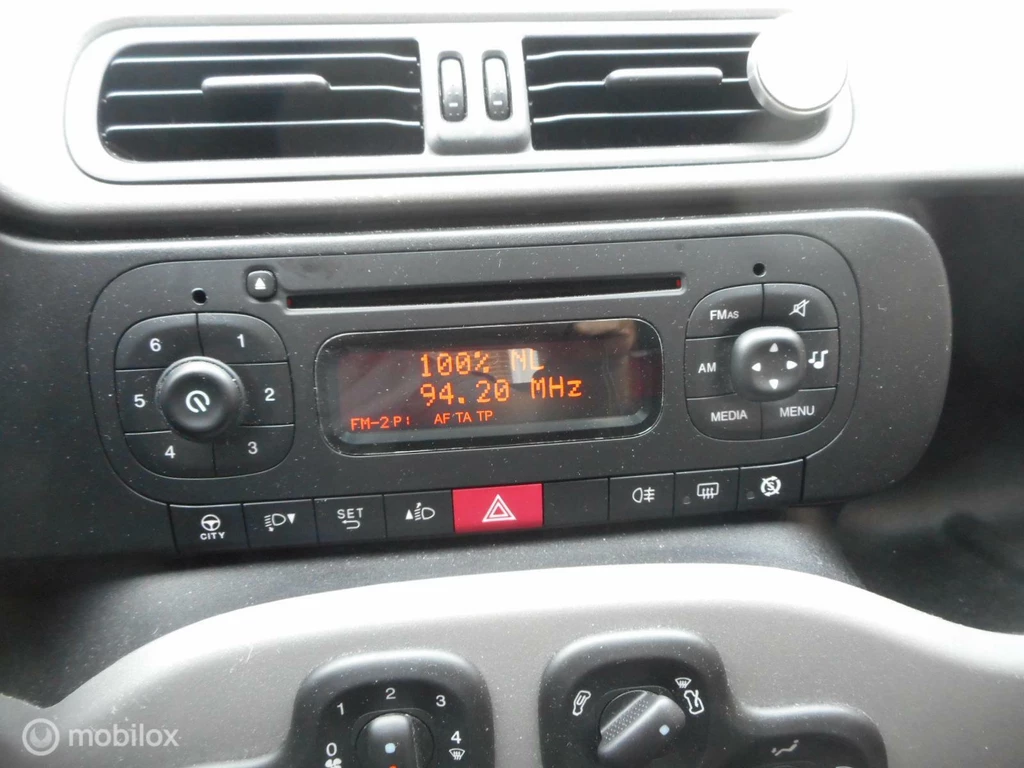 6
1
5
2
4
3
100% NL
94.20 MHz
FM-2-P1 AF TA TP
FM AS
AM
MEDIA
MENU
CITY
SET
1
2
3
0
4
mobilox